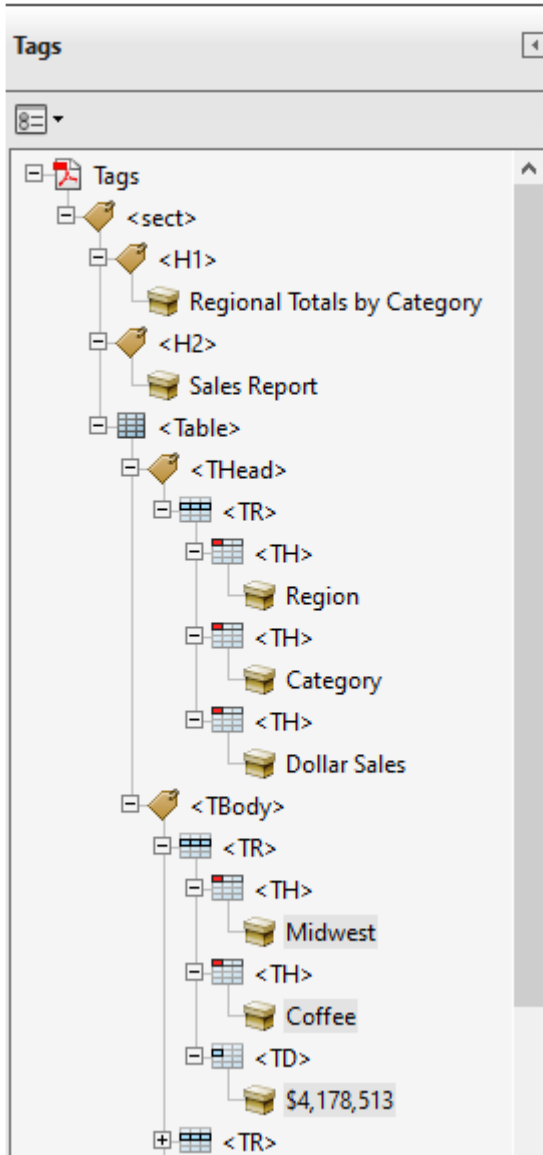 Tags
Tags
<sect>
<H1>
Regional Totals by Category
<H2>
Sales Report
<Table>
<THead>
<TR>
<TH>
Region
<TH>
Category
<TH>
Dollar Sales
<TBody>
<TR>
<TH>
Midwest
<TH>
Coffee
<TD>
$4,178,513
<TR>